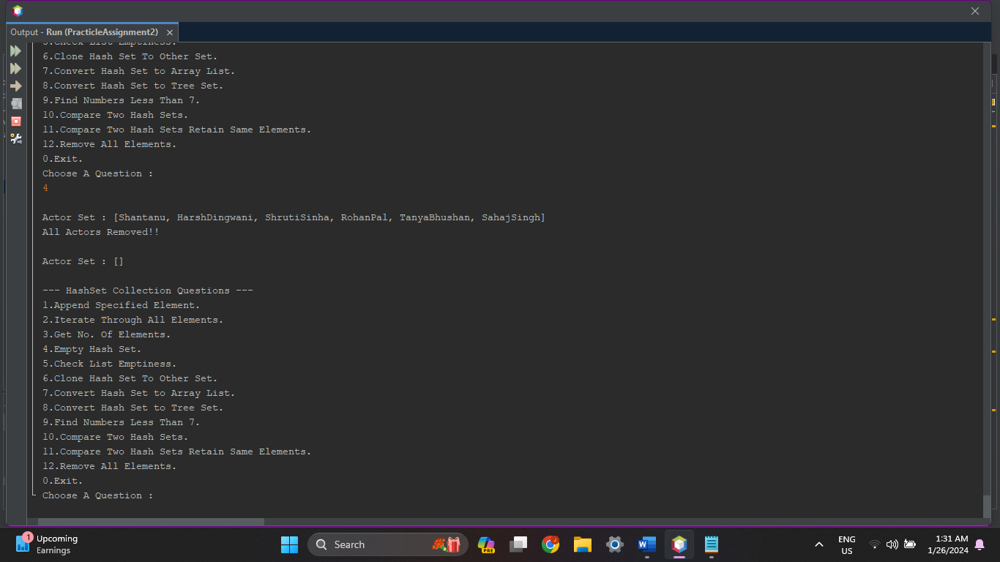 Output - Run (PracticleAssignment2) ×
5.Check List Emptiness.
6.Clone Hash Set To Other Set.
7.Convert Hash Set to Array List.
8.Convert Hash Set to Tree Set.
9.Find Numbers Less Than 7.
10.Compare Two Hash Sets.
11.Compare Two Hash Sets Retain Same Elements.
12.Remove All Elements.
0.Exit.
Choose A Question :
4
Actor Set : [Shantanu, HarshDingwani, ShrutiSinha, RohanPal, TanyaBhushan, SahajSingh]
All Actors Removed!!
Actor Set : []
--- HashSet Collection Questions ---
1.Append Specified Element.
2.Iterate Through All Elements.
3.Get No. Of Elements.
4.Empty Hash Set.
5.Check List Emptiness.
6.Clone Hash Set To Other Set.
7.Convert Hash Set to Array List.
8.Convert Hash Set to Tree Set.
9.Find Numbers Less Than 7.
10.Compare Two Hash Sets.
11.Compare Two Hash Sets Retain Same Elements.
12.Remove All Elements.
0.Exit.
Choose A Question :
1
Upcoming
Earnings
Search
PRE
W
ENG
US
1:31 AM
1/26/2024